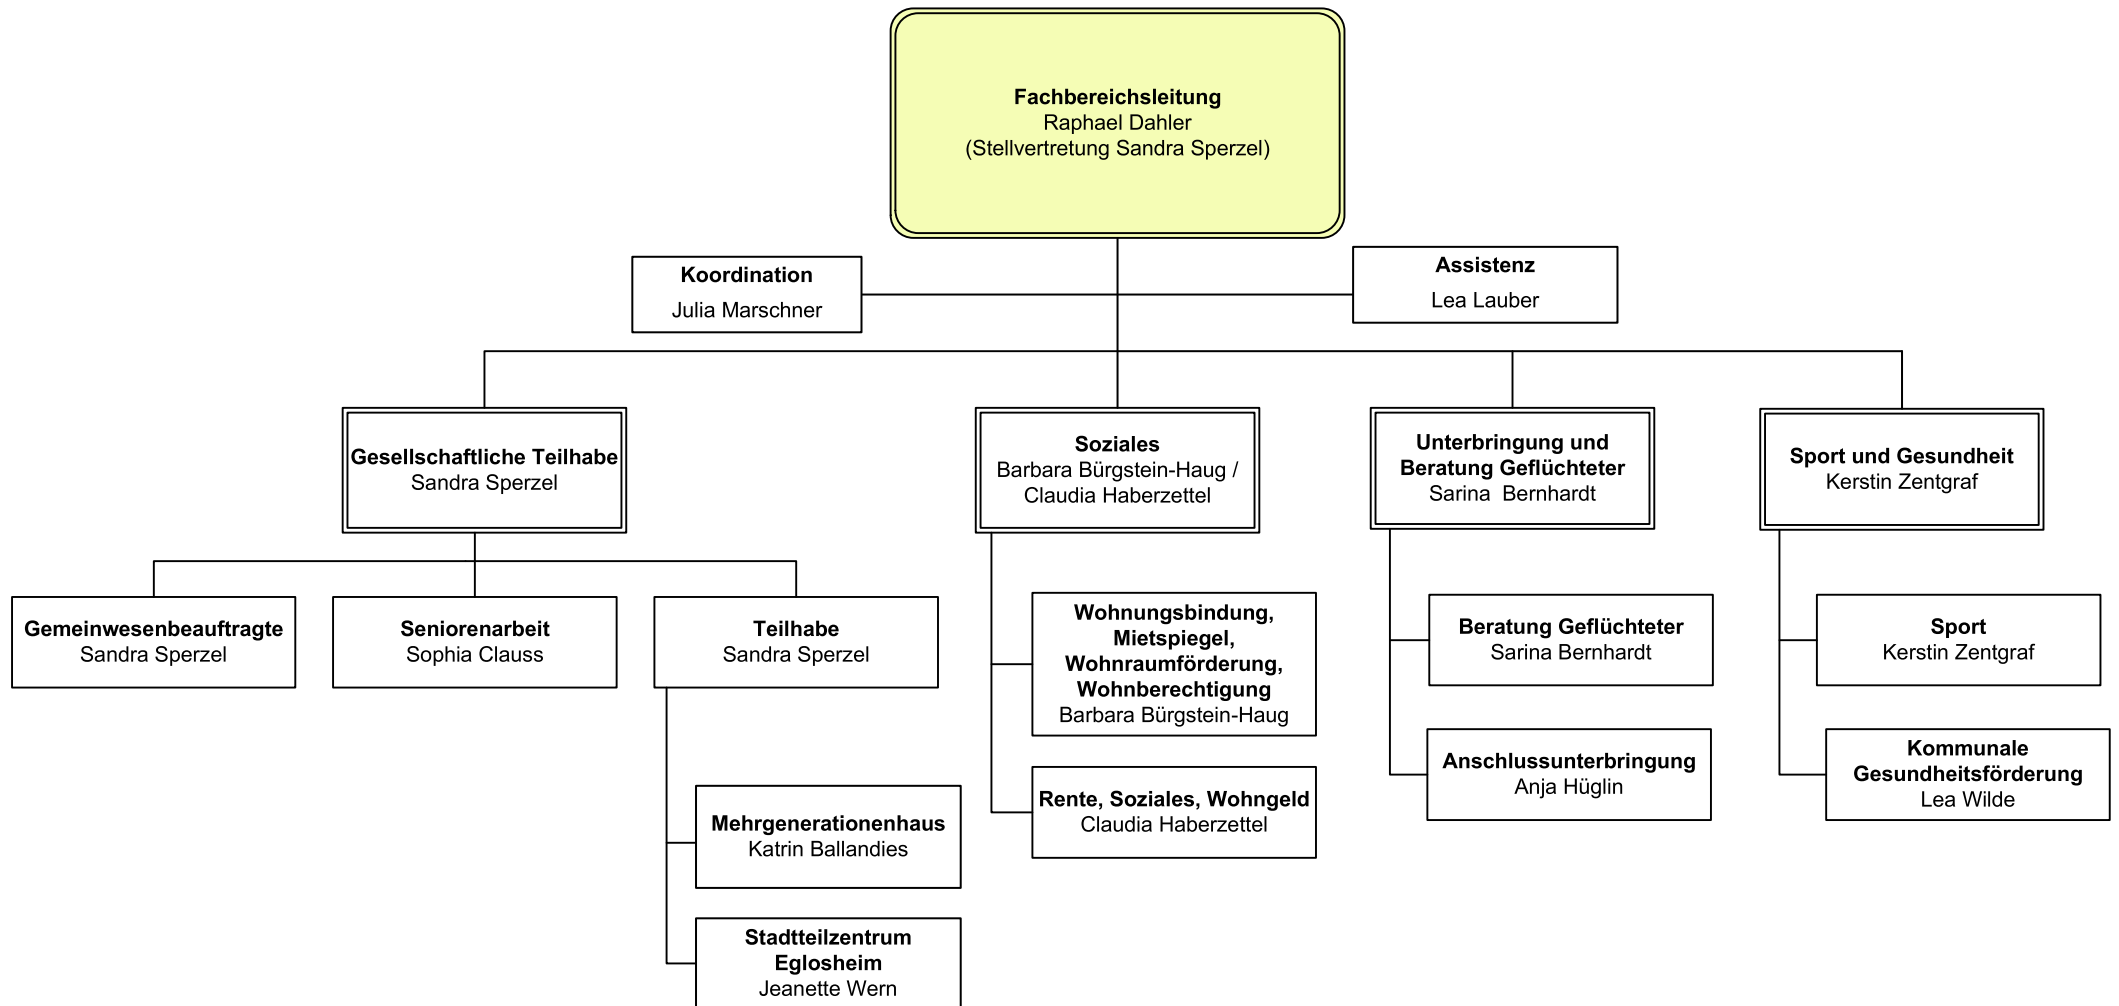 Fachbereichsleitung
Raphael Dahler
(Stellvertretung Sandra Sperzel)
Koordination
Julia Marschner
Assistenz
Lea Lauber
Gesellschaftliche Teilhabe
Sandra Sperzel
Soziales
Barbara Bürgstein-Haug /
Claudia Haberzettel
Unterbringung und
Beratung Geflüchteter
Sarina  Bernhardt
Sport und Gesundheit
Kerstin Zentgraf
Gemeinwesenbeauftragte
Sandra Sperzel
Seniorenarbeit
Sophia Clauss
Teilhabe
Sandra Sperzel
Mehrgenerationenhaus
Katrin Ballandies
Stadtteilzentrum
Eglosheim
Jeanette Wern
Wohnungsbindung,
Mietspiegel,
Wohnraumförderung,
Wohnberechtigung
Barbara Bürgstein-Haug
Rente, Soziales, Wohngeld
Claudia Haberzettel
Beratung Geflüchteter
Sarina Bernhardt
Anschlussunterbringung
Anja Hüglin
Sport
Kerstin Zentgraf
Kommunale
Gesundheitsförderung
Lea Wilde